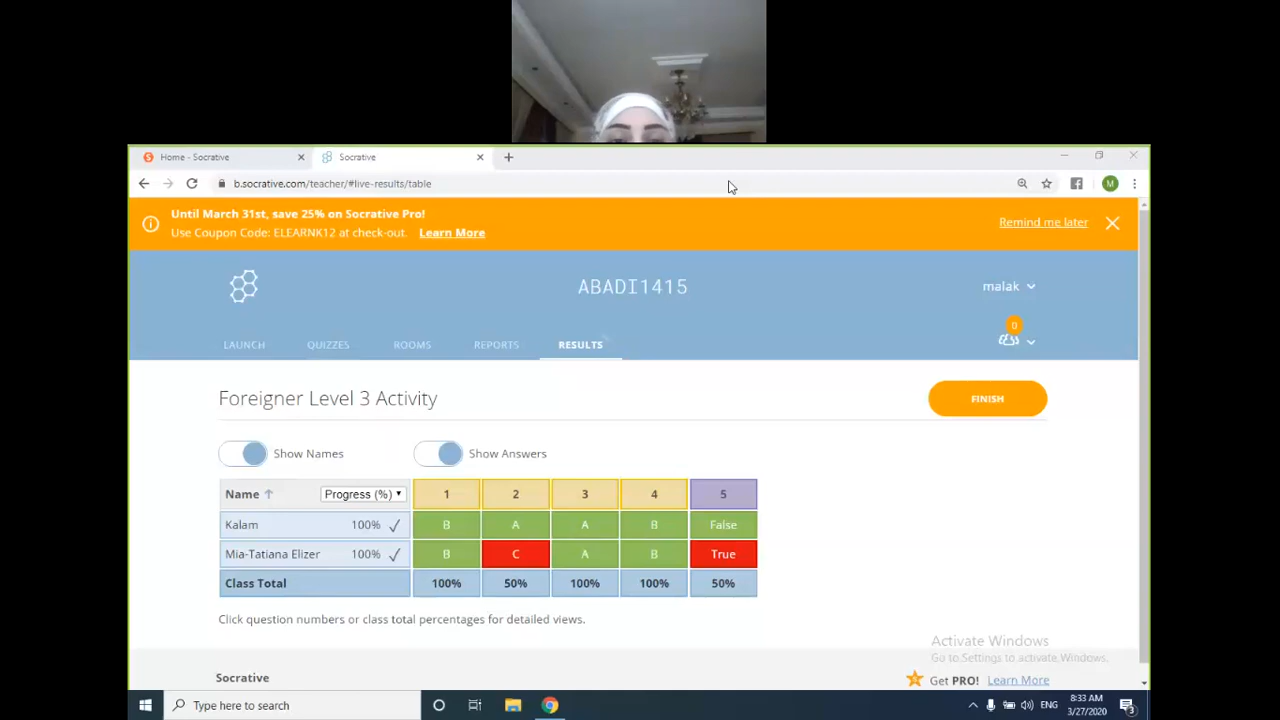 Home - Socrative
Socrative
b.socrative.com/teacher/#live-results/table
M
Until March 31st, save 25% on Socrative Pro!
Remind me later
Use Coupon Code: ELEARNK12 at check-out. Learn More
ABADI1415
malak
0
LAUNCH QUIZZES ROOMS REPORTS RESULTS
Foreigner Level 3 Activity
FINISH
Show Names Show Answers
Name Progress (%) 1 2 3 4 5
Kalam 100% B A A B False
Mia-Tatiana Elizer 100% B C A B True
Class Total 100% 50% 100% 100% 50%
Click question numbers or class total percentages for detailed views.
Activate Windows
Go to Settings to activate Windows.
Socrative
Get PRO! Learn More
Type here to search
ENG
8:33 AM
3/27/2020
3